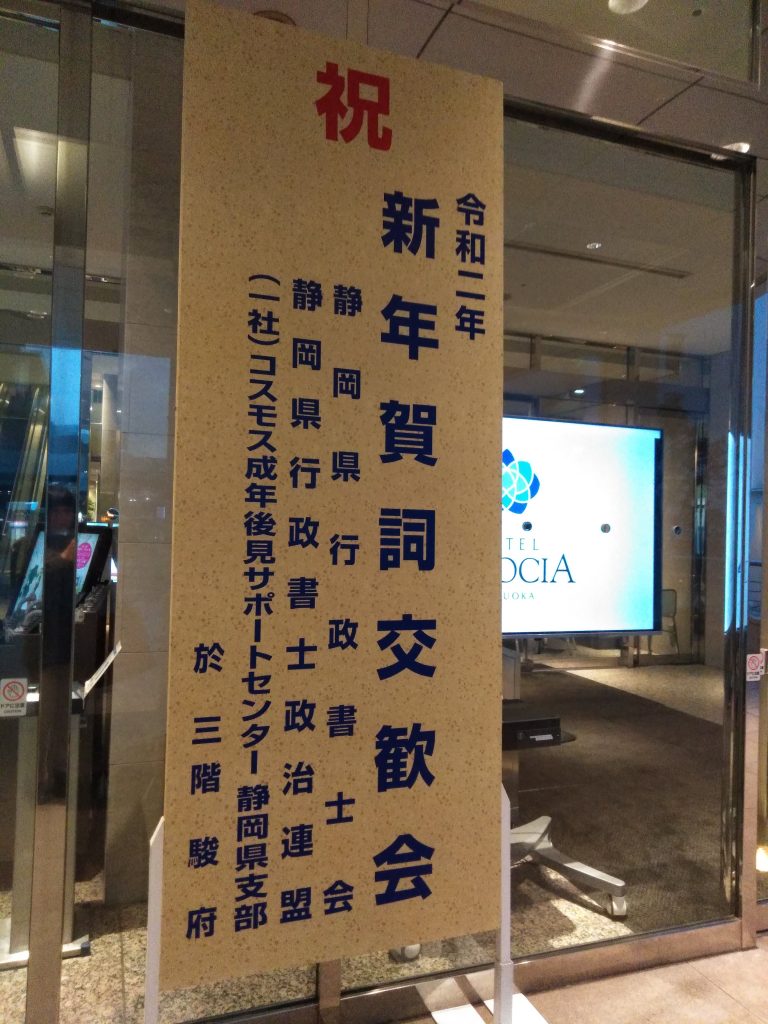 祝
令和二年
新年賀詞交歓会
静岡県行政書士会
静岡県行政書士政治連盟
(一社)コスモス成年後見サポートセンター 静岡県支部
於 三階駿府
TEL
OCIA
UOKA